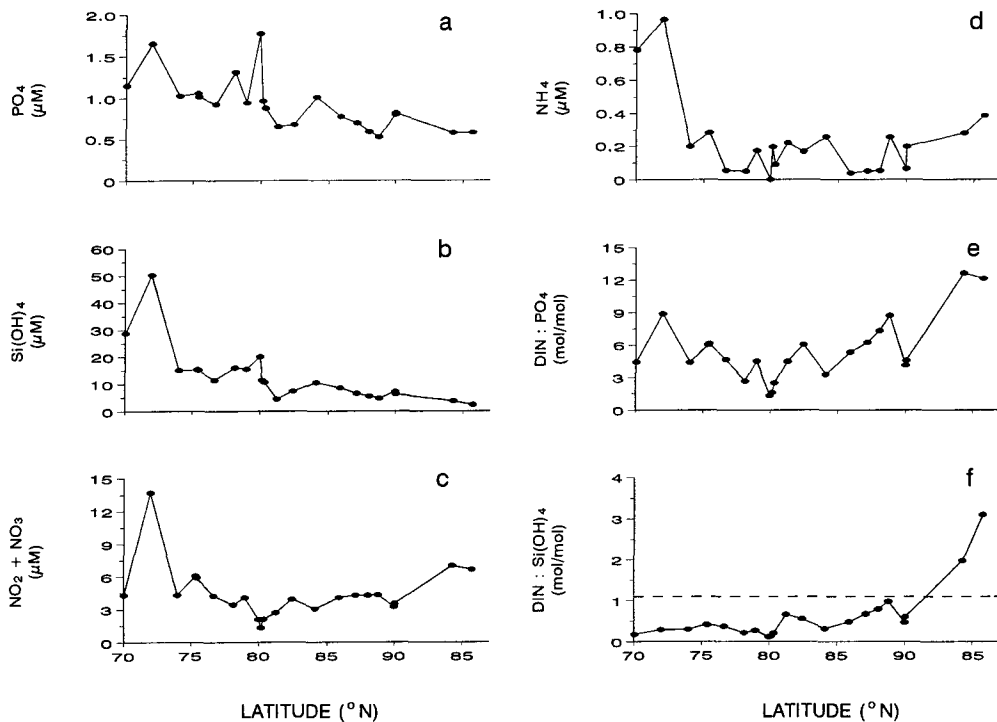 a
2.0
1.5
1.0
0.5
0
PO4
(µM)
b
60
50
40
30
20
10
0
Si(OH)4
(µM)
c
15
12
9
6
3
0
NO2 + NO3
(µM)
70 75 80 85 90 85
LATITUDE (°N)
d
1.0
0.8
0.6
0.4
0.2
0
NH4
(µM)
e
15
12
9
6
3
0
DIN : PO4
(mol/mol)
f
4
3
2
1
0
DIN : Si(OH)4
(mol/mol)
70 75 80 85 90 85
LATITUDE (°N)